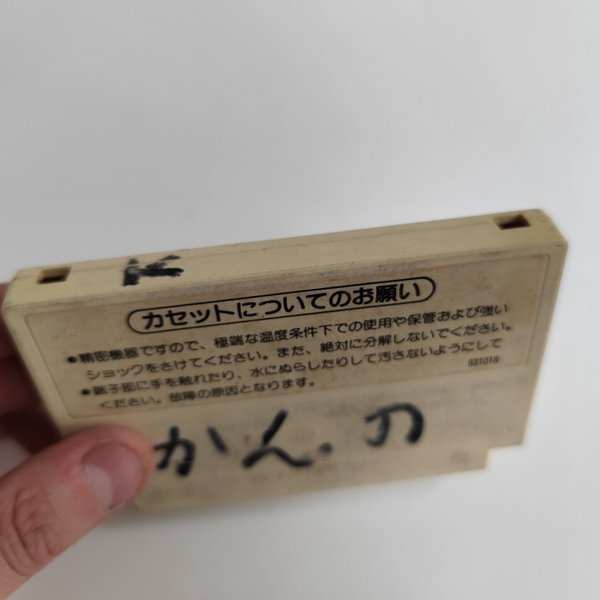 カセットについてのお願い
●精密機器ですので、極端な温度条件下での使用や保管および強い
ショックをさけてください。また、絶対に分解しないでください。
●端子部に手を触れたり、水にぬらしたりして汚さないようにして
ください。故障の原因となります。
831018
かん.の